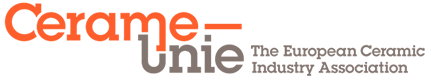 Cerame-
Unie
The European Ceramic
Industry Association